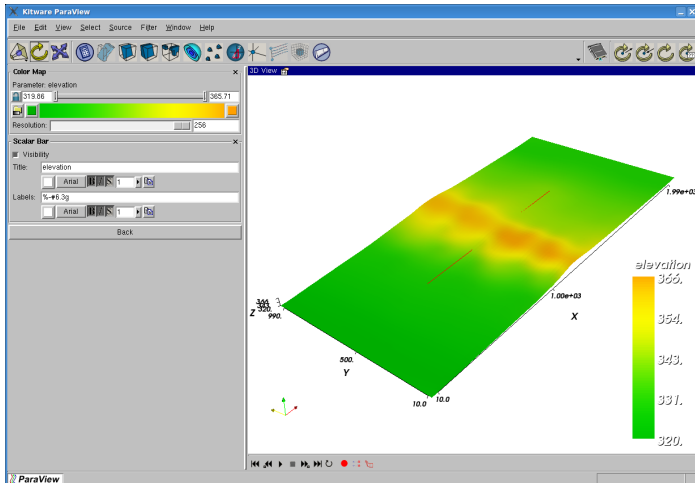 Kitware ParaView
File Edit View Select Source Filter Window Help
Color Map
Parameter: elevation
319.86 365.71
Resolution: 256
Scalar Bar
Visibility
Title: elevation
Arial B I S 1
Labels: %-#6.3g
Arial B I S 1
Back
3D View
1.99e+03
1.00e+03
X
Z
320.
990.
500.
Y
10.0 10.0
elevation
366.
354.
343.
331.
320.
ParaView